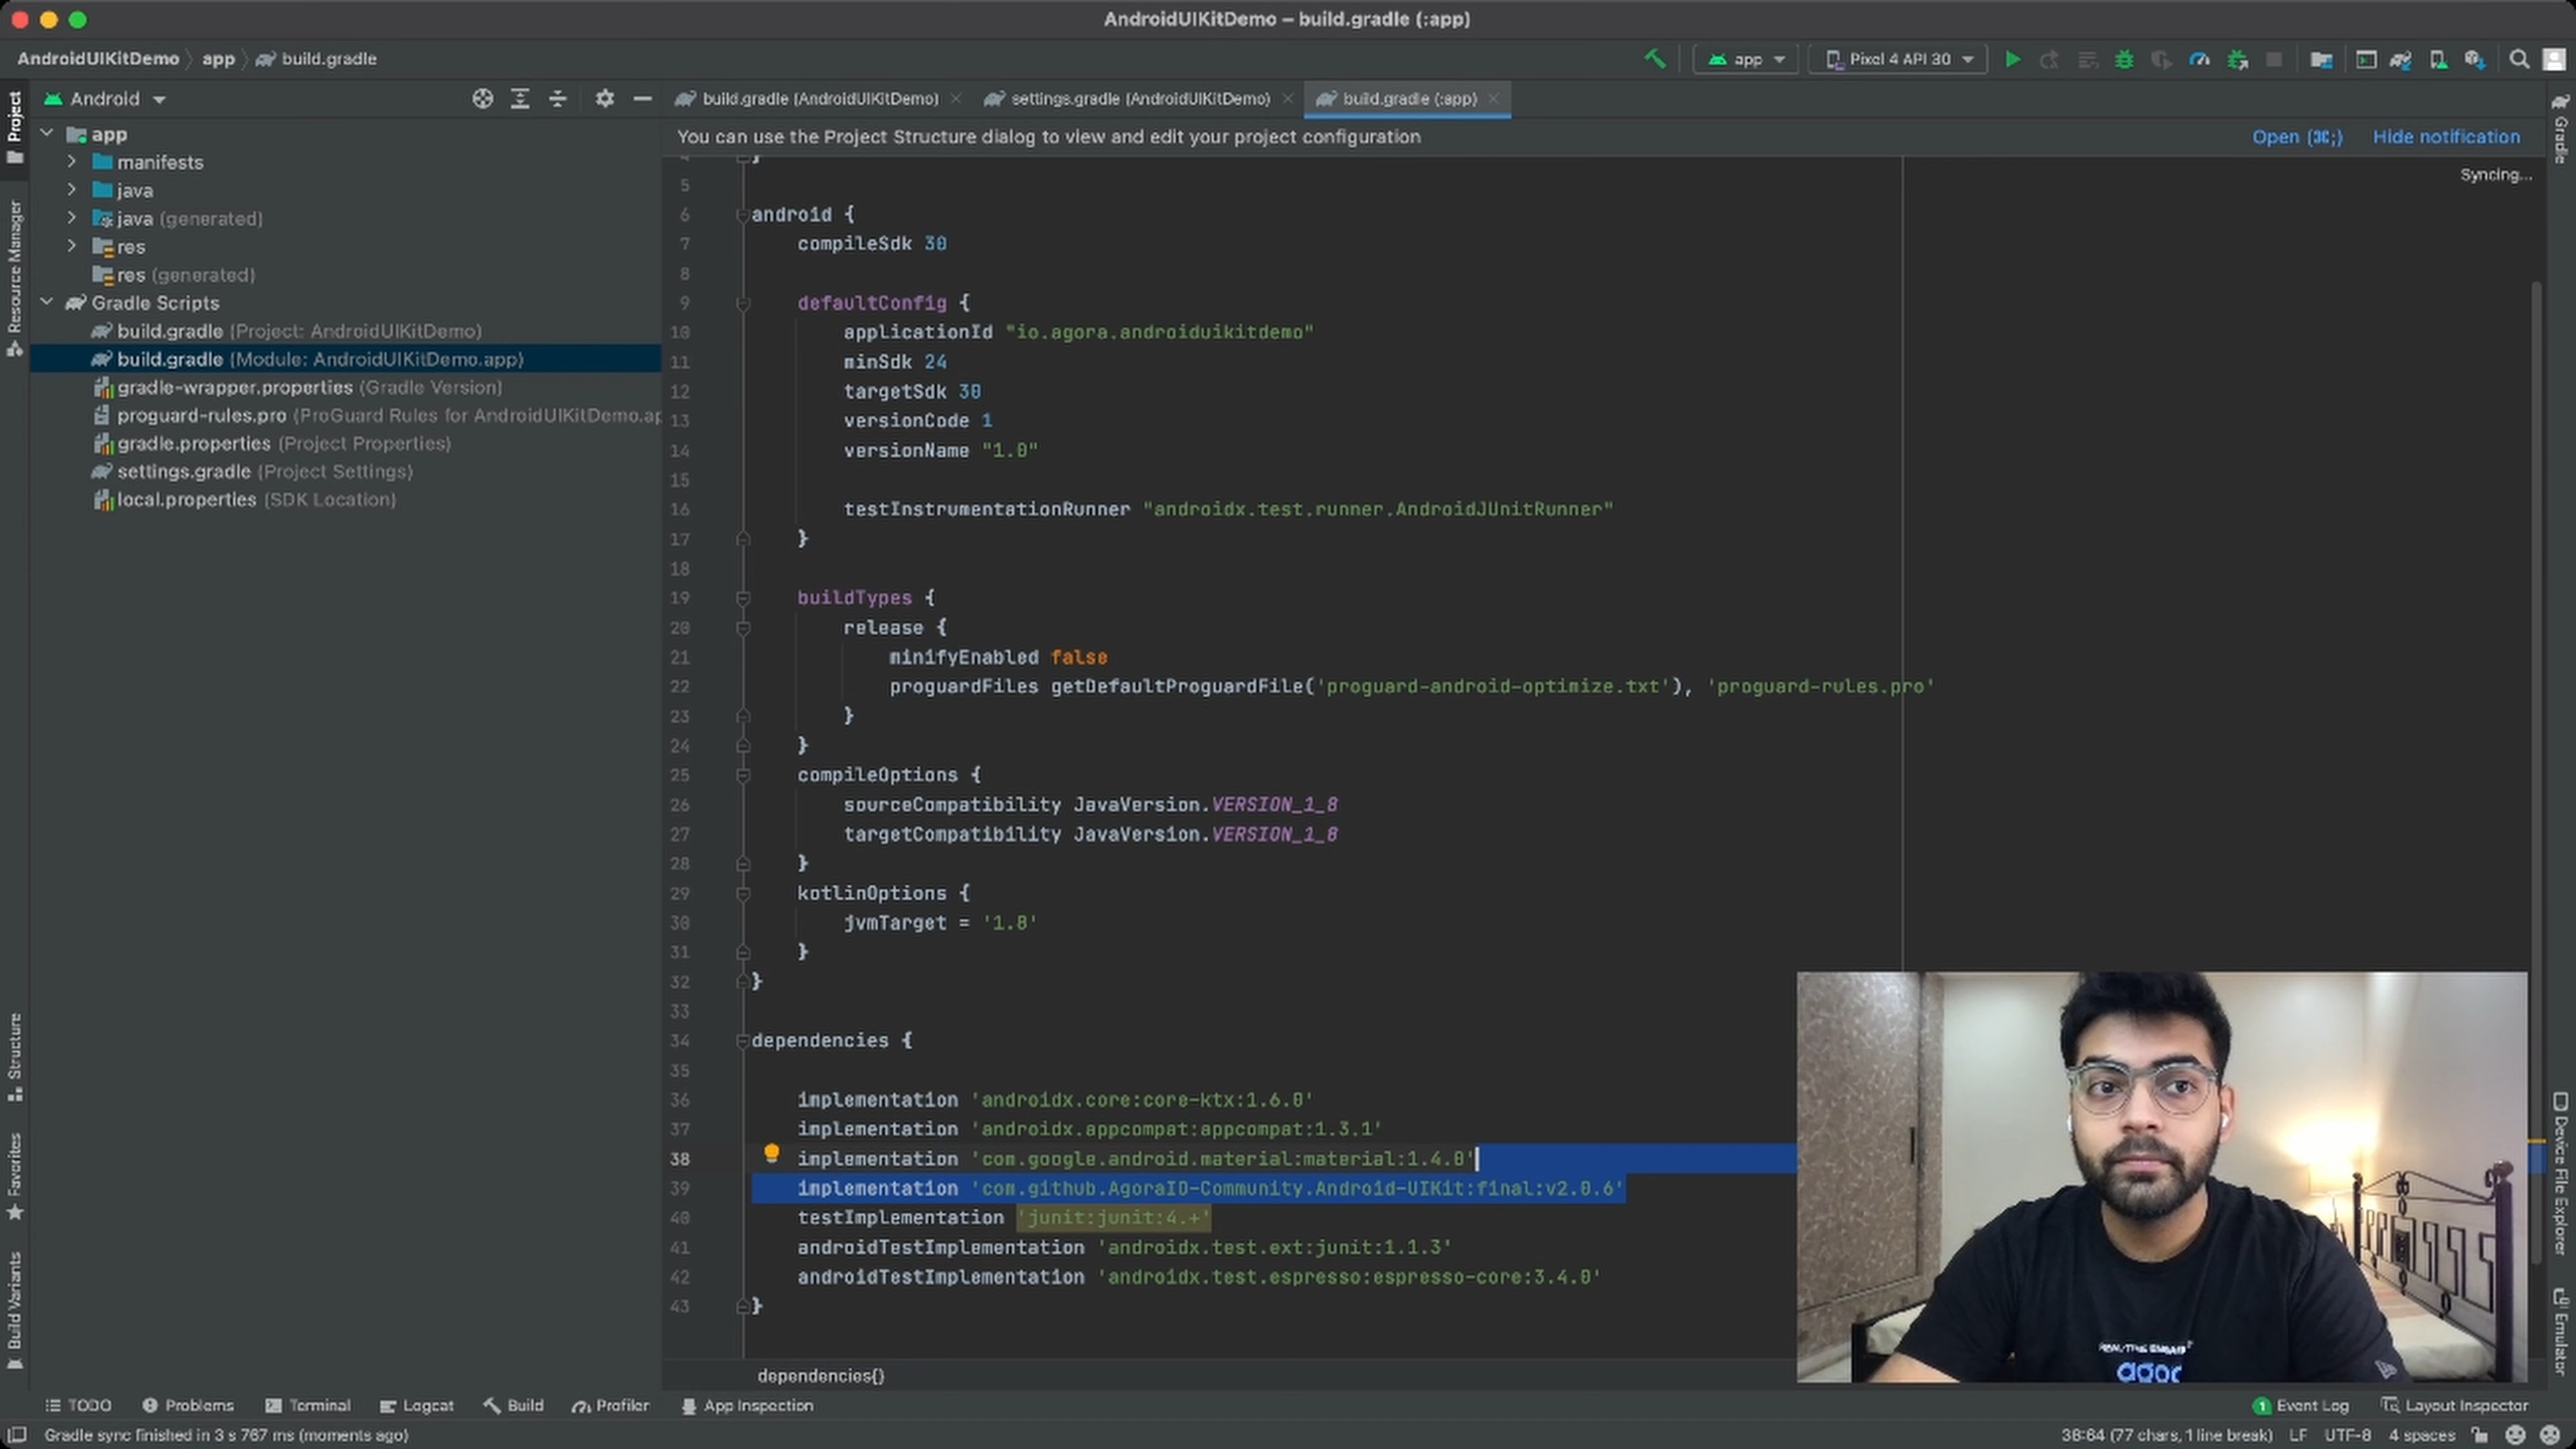 AndroidUIKitDemo – build.gradle (:app)
AndroidUIKitDemo app build.gradle
app Pixel 4 API 30
Android
build.gradle (AndroidUIKitDemo) settings.gradle (AndroidUIKitDemo) build.gradle (:app)
You can use the Project Structure dialog to view and edit your project configuration Open (⌘;) Hide notification
Syncing...
Project
Resource Manager
Structure
Favorites
Build Variants
app
manifests
java
java (generated)
res
res (generated)
Gradle Scripts
build.gradle (Project: AndroidUIKitDemo)
build.gradle (Module: AndroidUIKitDemo.app)
gradle-wrapper.properties (Gradle Version)
proguard-rules.pro (ProGuard Rules for AndroidUIKitDemo.ap
gradle.properties (Project Properties)
settings.gradle (Project Settings)
local.properties (SDK Location)
4 }
5
6 android {
7 compileSdk 30
8
9 defaultConfig {
10 applicationId "io.agora.androiduikitdemo"
11 minSdk 24
12 targetSdk 30
13 versionCode 1
14 versionName "1.0"
15
16 testInstrumentationRunner "androidx.test.runner.AndroidJUnitRunner"
17 }
18
19 buildTypes {
20 release {
21 minifyEnabled false
22 proguardFiles getDefaultProguardFile('proguard-android-optimize.txt'), 'proguard-rules.pro'
23 }
24 }
25 compileOptions {
26 sourceCompatibility JavaVersion.VERSION_1_8
27 targetCompatibility JavaVersion.VERSION_1_8
28 }
29 kotlinOptions {
30 jvmTarget = '1.8'
31 }
32 }
33
34 dependencies {
35
36 implementation 'androidx.core:core-ktx:1.6.0'
37 implementation 'androidx.appcompat:appcompat:1.3.1'
38 implementation 'com.google.android.material:material:1.4.0'
39 implementation 'com.github.AgoraIO-Community.Android-UIKit:final:v2.0.6'
40 testImplementation 'junit:junit:4.+'
41 androidTestImplementation 'androidx.test.ext:junit:1.1.3'
42 androidTestImplementation 'androidx.test.espresso:espresso-core:3.4.0'
43 }
dependencies{}
Gradle
Device File Explorer
Emulator
TODO Problems Terminal Logcat Build Profiler App Inspection 1 Event Log Layout Inspector
Gradle sync finished in 3 s 767 ms (moments ago) 38:64 (77 chars, 1 line break) LF UTF-8 4 spaces